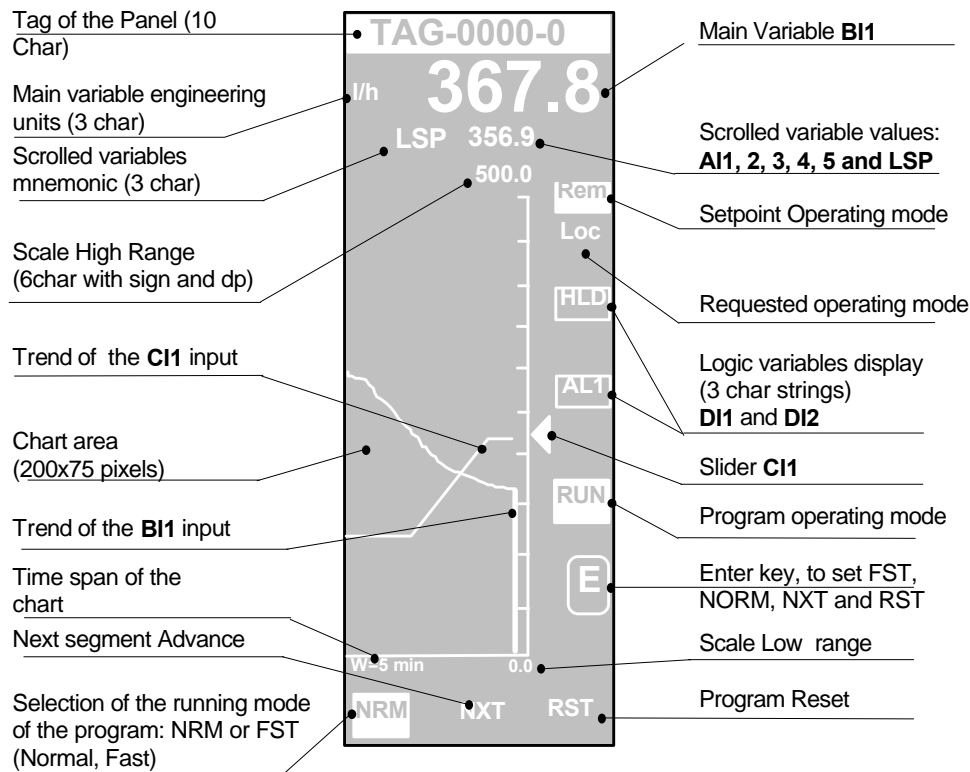 Tag of the Panel (10
Char)
Main variable engineering
units (3 char)
Scrolled variables
mnemonic (3 char)
Scale High Range
(6char with sign and dp)
Trend of the CI1 input
Chart area
(200x75 pixels)
Trend of the BI1 input
Time span of the
chart
Next segment Advance
Selection of the running mode
of the program: NRM or FST
(Normal, Fast)
TAG-0000-0
l/h
367.8
LSP 356.9
500.0
Rem
Loc
HLD
AL1
RUN
E
W=5 min
0.0
NRM
NXT
RST
Main Variable BI1
Scrolled variable values:
AI1, 2, 3, 4, 5 and LSP
Setpoint Operating mode
Requested operating mode
Logic variables display
(3 char strings)
DI1 and DI2
Slider CI1
Program operating mode
Enter key, to set FST,
NORM, NXT and RST
Scale Low range
Program Reset